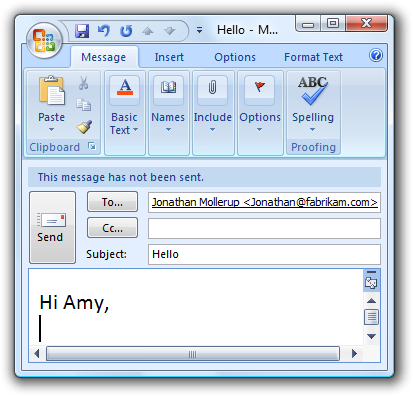 Hello - M...
Message Insert Options Format Text
Paste Basic Text Names Include Options ABC Spelling
Clipboard Proofing
This message has not been sent.
To... Jonathan Mollerup <Jonathan@fabrikam.com>
Cc...
Send
Subject: Hello
Hi Amy,